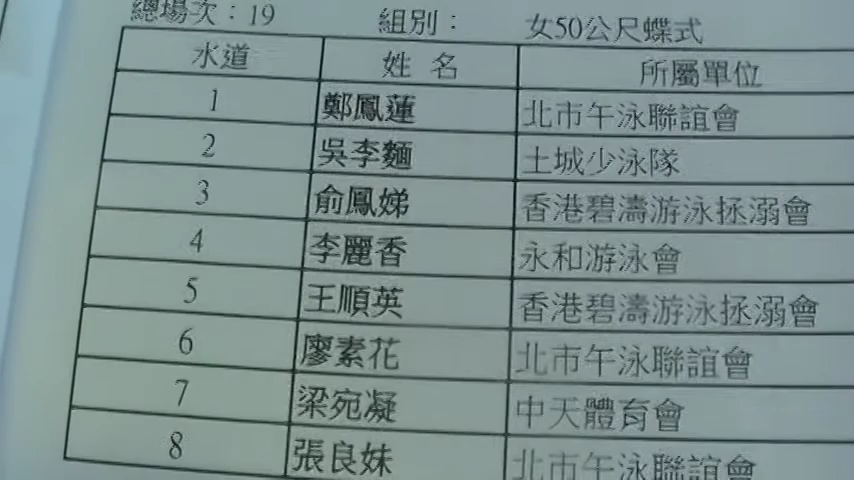 總場次：19 組別： 女50公尺蝶式
水道 姓名 所屬單位
1 鄭鳳蓮 北市午泳聯誼會
2 吳李麵 土城少泳隊
3 俞鳳娣 香港碧濤游泳拯溺會
4 李麗香 永和游泳會
5 王順英 香港碧濤游泳拯溺會
6 廖素花 北市午泳聯誼會
7 梁宛凝 中天體育會
8 張良妹 北市午泳聯誼會